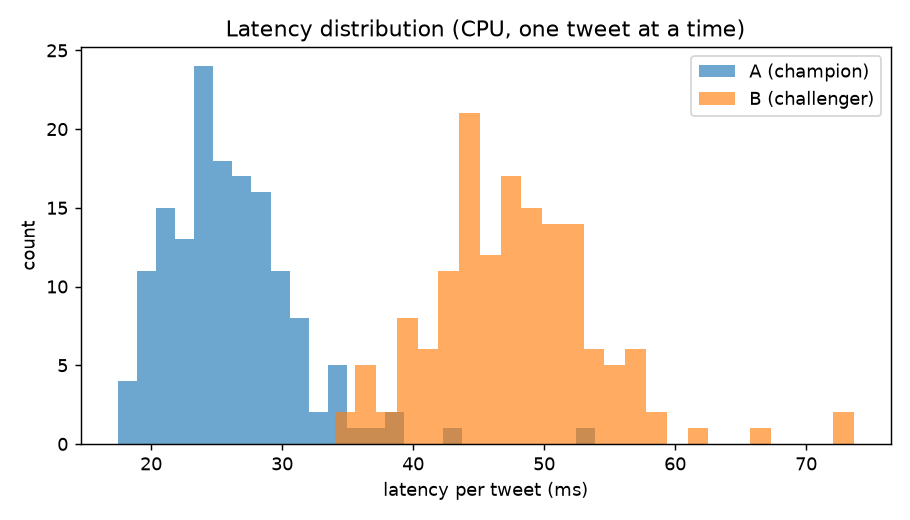 Latency distribution (CPU, one tweet at a time)
A (champion)
B (challenger)
count
25
20
15
10
5
0
20 30 40 50 60 70
latency per tweet (ms)